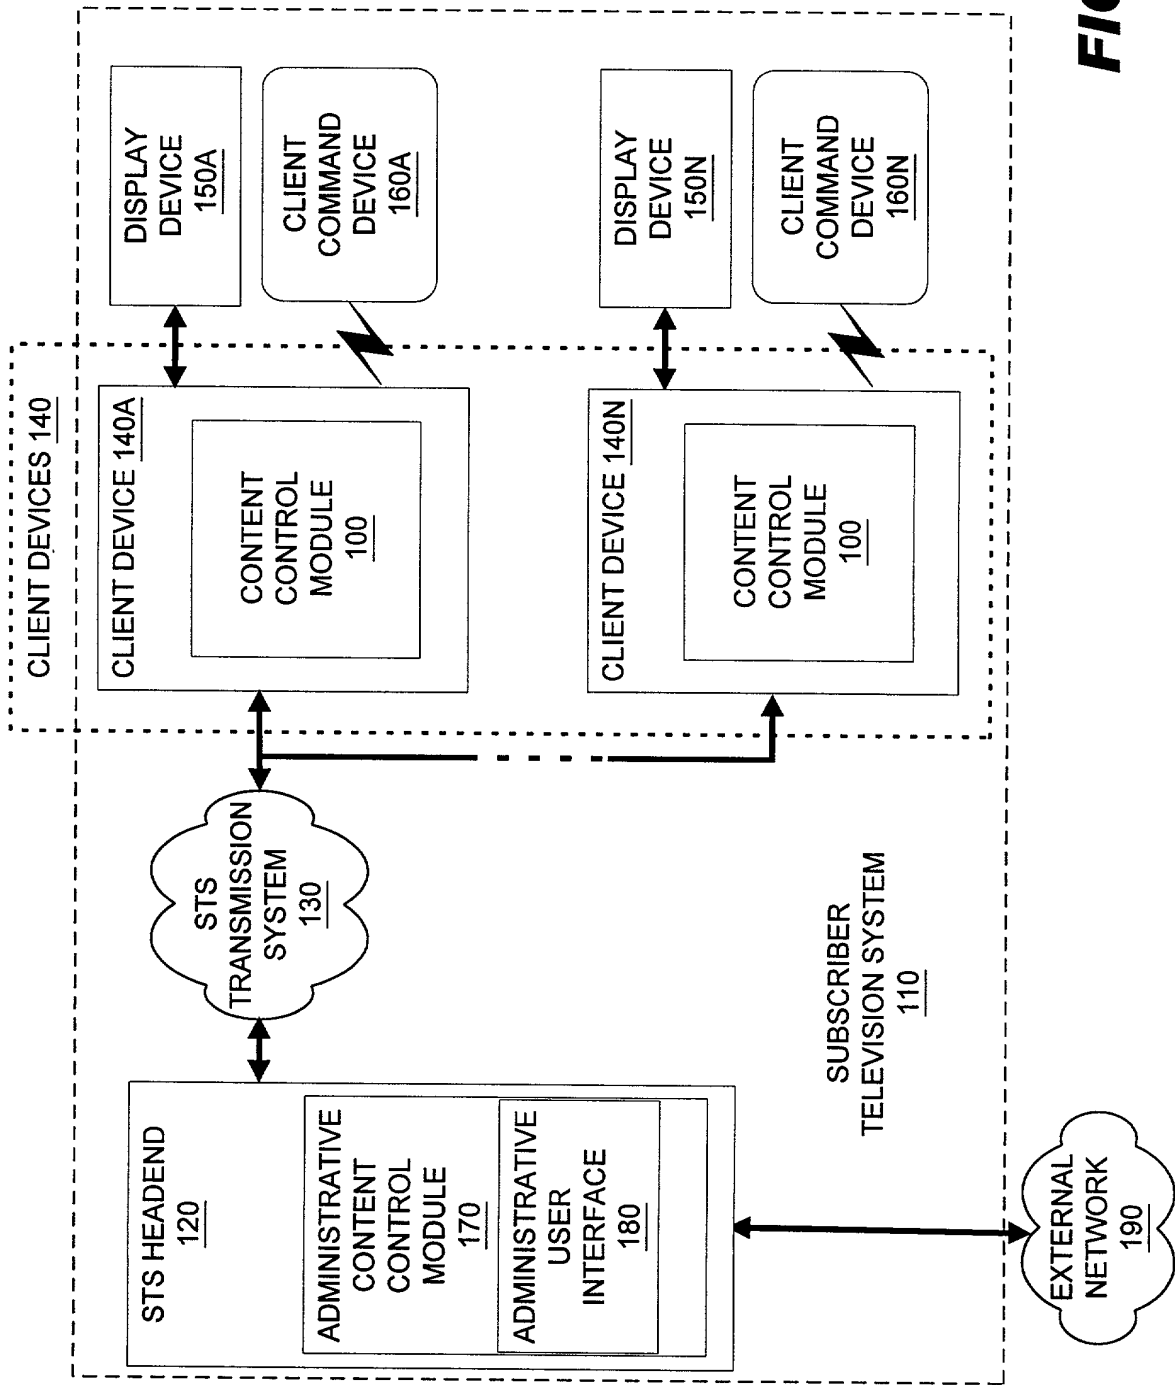 STS HEADEND
120
ADMINISTRATIVE
CONTENT
CONTROL
MODULE
170
ADMINISTRATIVE
USER
INTERFACE
180
EXTERNAL
NETWORK
190
STS
TRANSMISSION
SYSTEM
130
SUBSCRIBER
TELEVISION SYSTEM
110
CLIENT DEVICES 140
CLIENT DEVICE 140A
CONTENT
CONTROL
MODULE
100
CLIENT DEVICE 140N
CONTENT
CONTROL
MODULE
100
DISPLAY
DEVICE
150A
CLIENT
COMMAND
DEVICE
160A
DISPLAY
DEVICE
150N
CLIENT
COMMAND
DEVICE
160N